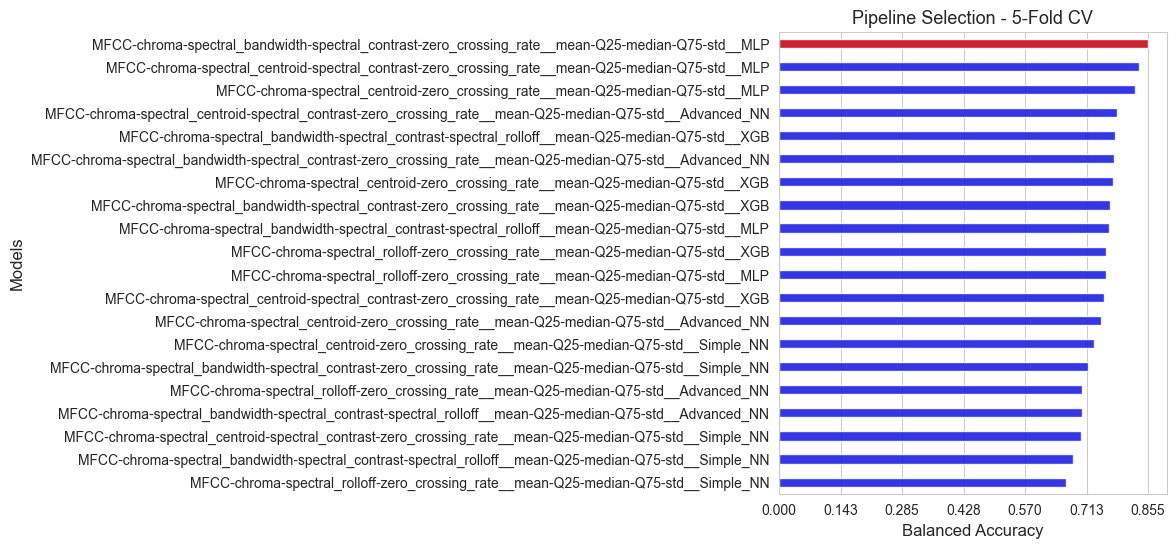 Pipeline Selection - 5-Fold CV
Models
MFCC-chroma-spectral_bandwidth-spectral_contrast-zero_crossing_rate__mean-Q25-median-Q75-std__MLP
MFCC-chroma-spectral_centroid-spectral_contrast-zero_crossing_rate__mean-Q25-median-Q75-std__MLP
MFCC-chroma-spectral_centroid-zero_crossing_rate__mean-Q25-median-Q75-std__MLP
MFCC-chroma-spectral_centroid-spectral_contrast-zero_crossing_rate__mean-Q25-median-Q75-std__Advanced_NN
MFCC-chroma-spectral_bandwidth-spectral_contrast-spectral_rolloff__mean-Q25-median-Q75-std__XGB
MFCC-chroma-spectral_bandwidth-spectral_contrast-zero_crossing_rate__mean-Q25-median-Q75-std__Advanced_NN
MFCC-chroma-spectral_centroid-zero_crossing_rate__mean-Q25-median-Q75-std__XGB
MFCC-chroma-spectral_bandwidth-spectral_contrast-zero_crossing_rate__mean-Q25-median-Q75-std__XGB
MFCC-chroma-spectral_bandwidth-spectral_contrast-spectral_rolloff__mean-Q25-median-Q75-std__MLP
MFCC-chroma-spectral_rolloff-zero_crossing_rate__mean-Q25-median-Q75-std__XGB
MFCC-chroma-spectral_rolloff-zero_crossing_rate__mean-Q25-median-Q75-std__MLP
MFCC-chroma-spectral_centroid-spectral_contrast-zero_crossing_rate__mean-Q25-median-Q75-std__XGB
MFCC-chroma-spectral_centroid-zero_crossing_rate__mean-Q25-median-Q75-std__Advanced_NN
MFCC-chroma-spectral_centroid-zero_crossing_rate__mean-Q25-median-Q75-std__Simple_NN
MFCC-chroma-spectral_bandwidth-spectral_contrast-zero_crossing_rate__mean-Q25-median-Q75-std__Simple_NN
MFCC-chroma-spectral_rolloff-zero_crossing_rate__mean-Q25-median-Q75-std__Advanced_NN
MFCC-chroma-spectral_bandwidth-spectral_contrast-spectral_rolloff__mean-Q25-median-Q75-std__Advanced_NN
MFCC-chroma-spectral_centroid-spectral_contrast-zero_crossing_rate__mean-Q25-median-Q75-std__Simple_NN
MFCC-chroma-spectral_bandwidth-spectral_contrast-spectral_rolloff__mean-Q25-median-Q75-std__Simple_NN
MFCC-chroma-spectral_rolloff-zero_crossing_rate__mean-Q25-median-Q75-std__Simple_NN
0.000 0.143 0.285 0.428 0.570 0.713 0.855
Balanced Accuracy